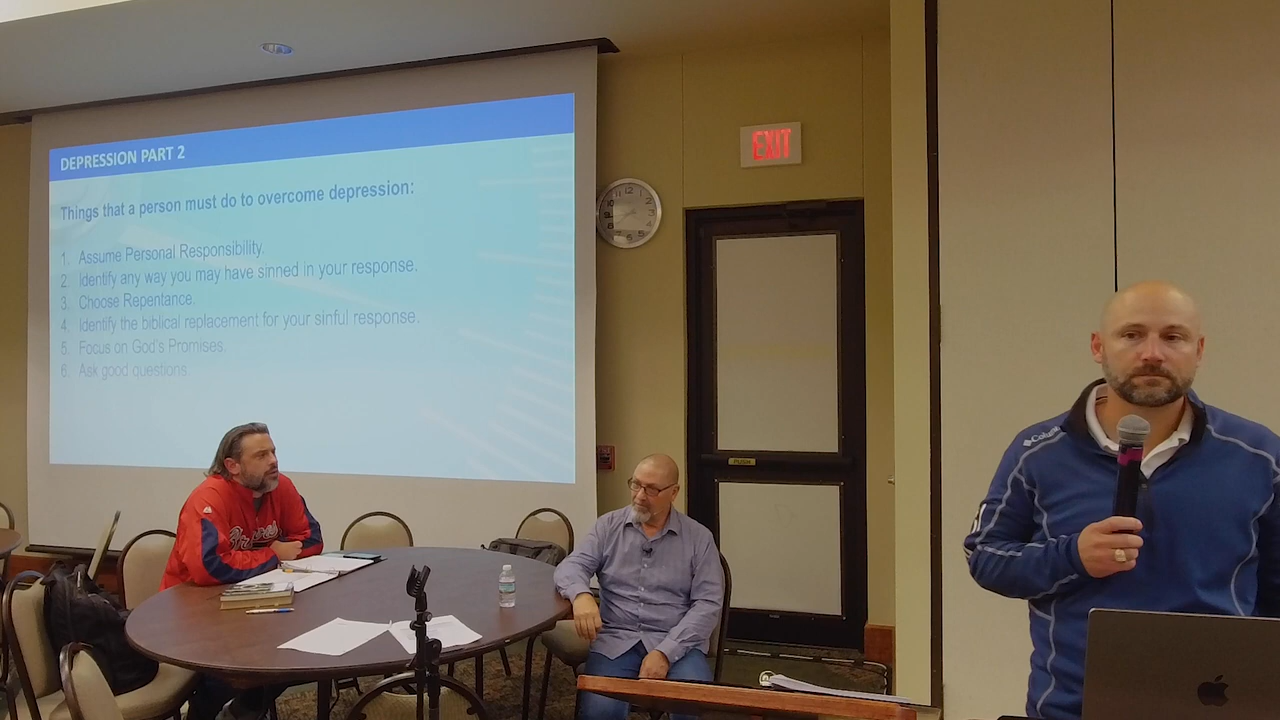 DEPRESSION PART 2
Things that a person must do to overcome depression:
1. Assume Personal Responsibility.
2. Identify any way you may have sinned in your response.
3. Choose Repentance.
4. Identify the biblical replacement for your sinful response.
5. Focus on God's Promises.
6. Ask good questions.
EXIT
PUSH
Braves
Columbia